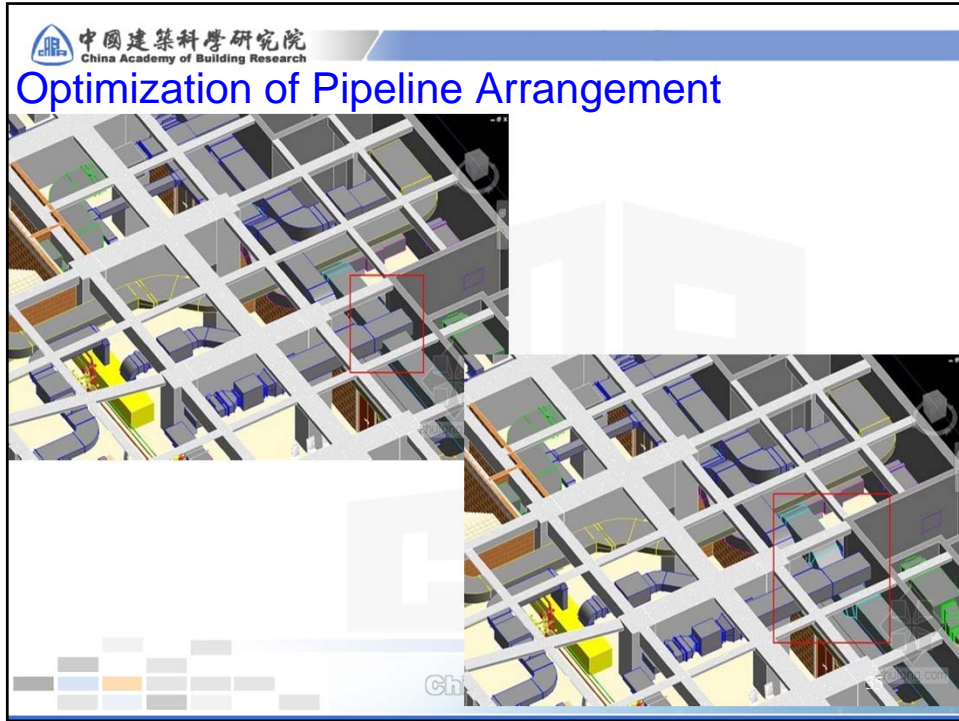 中國建築科學研究院
China Academy of Building Research
Optimization of Pipeline Arrangement